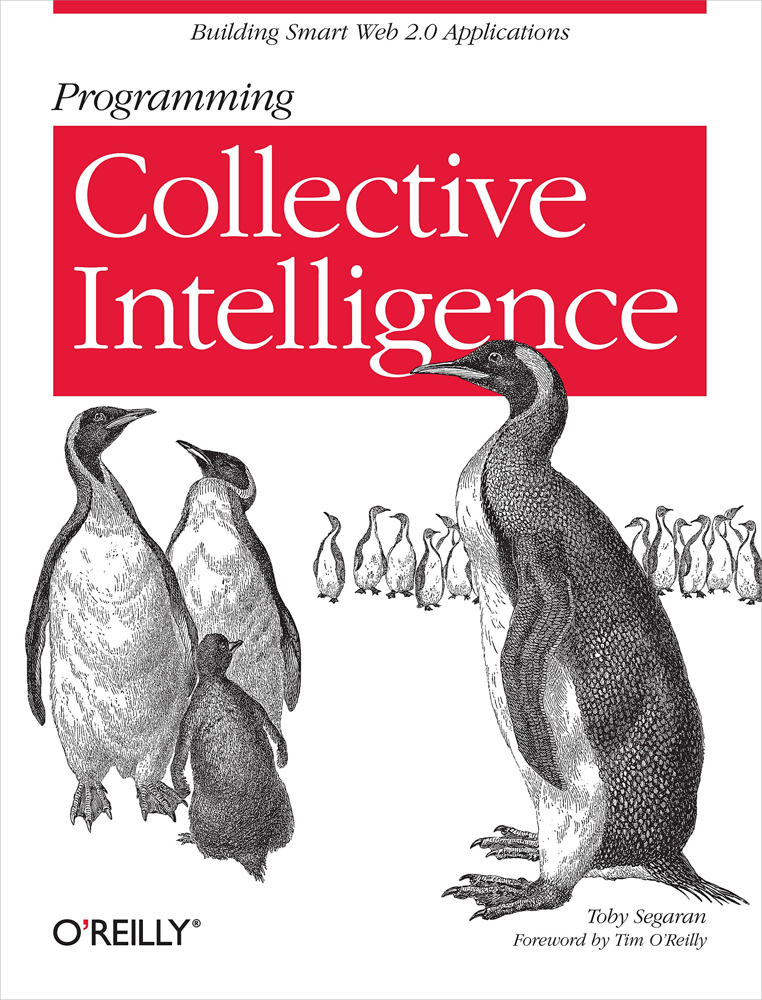 Building Smart Web 2.0 Applications
Programming
Collective
Intelligence
Toby Segaran
O'REILLY®
Foreword by Tim O'Reilly